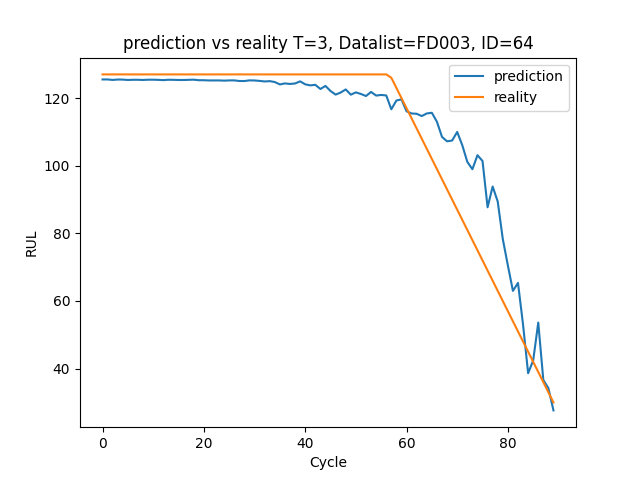 prediction vs reality T=3, Datalist=FD003, ID=64
prediction
reality
120
100
80
60
40
RUL
0
20
40
60
80
Cycle